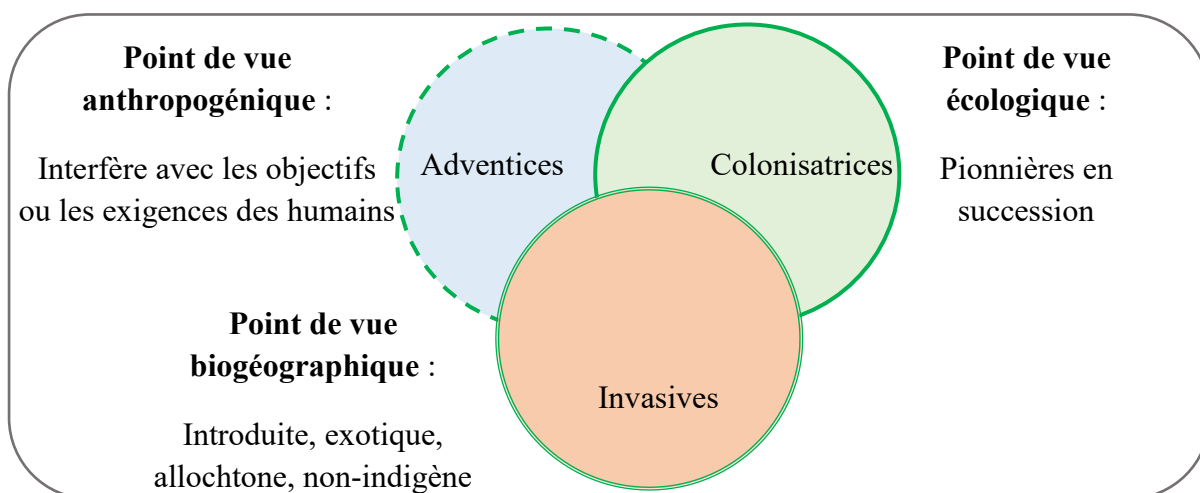 Point de vue
anthropogénique :
Interfère avec les objectifs
ou les exigences des humains
Adventices
Colonisatrices
Point de vue
écologique :
Pionnières en
succession
Point de vue
biogéographique :
Introduite, exotique,
allochtone, non-indigène
Invasives